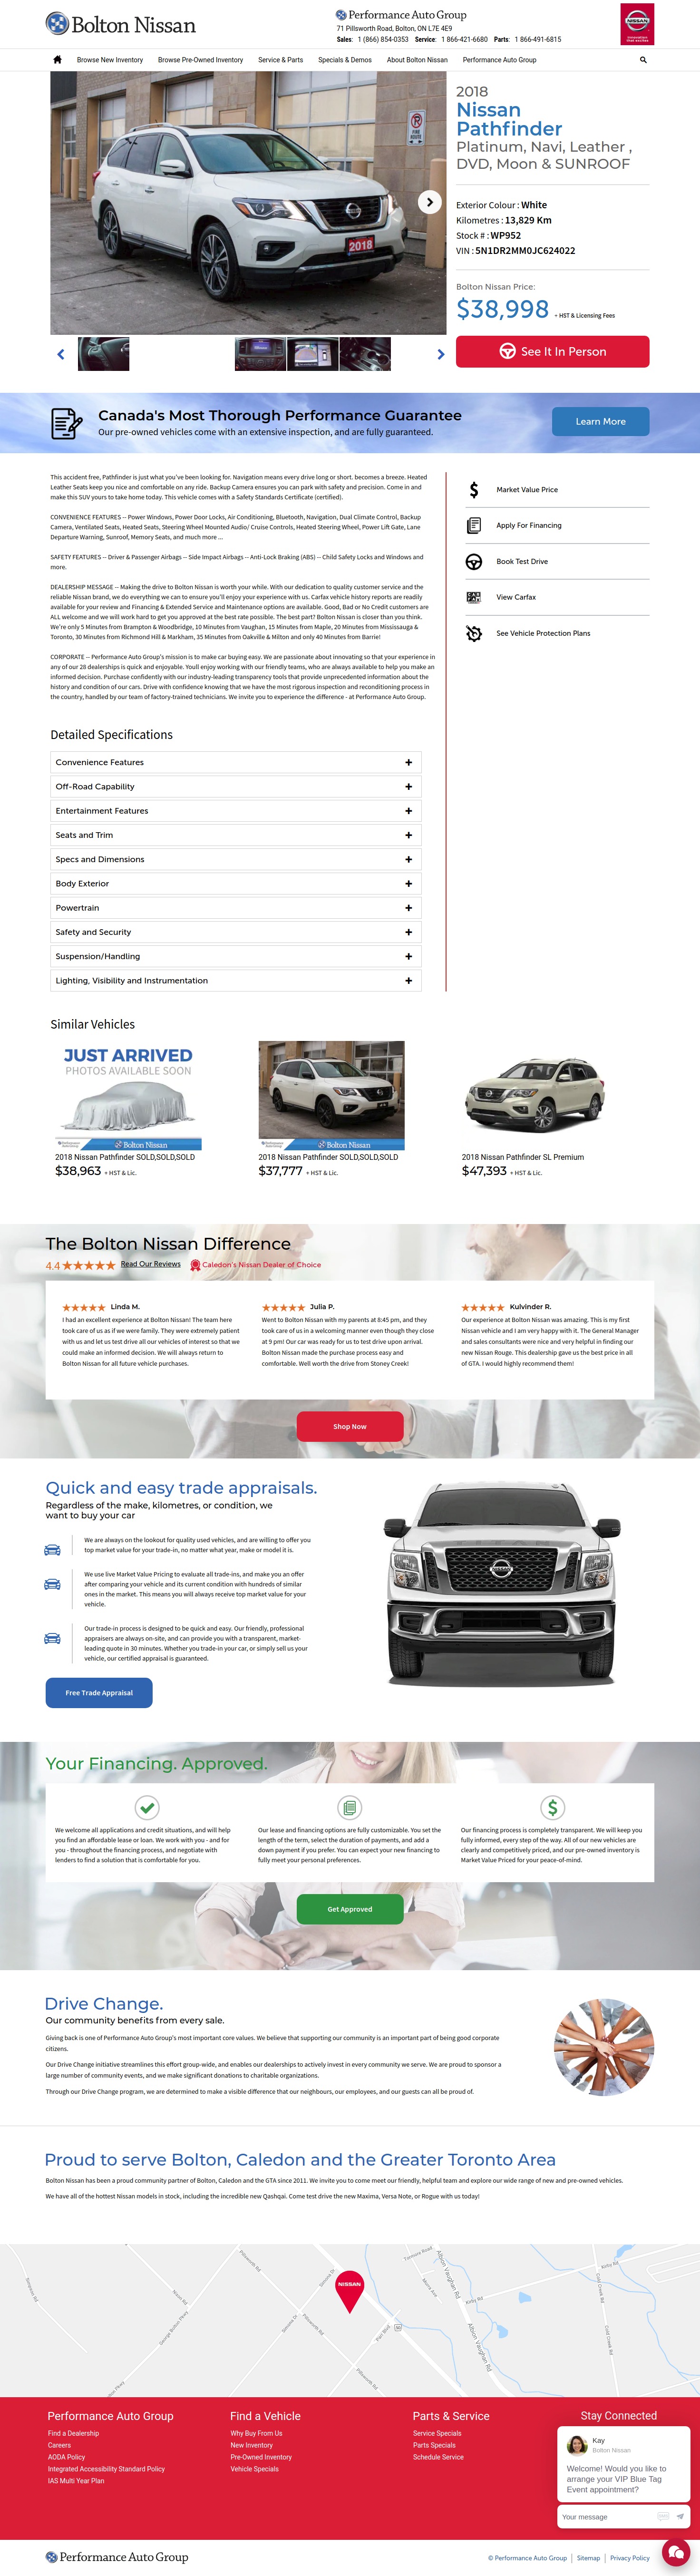 Bolton Nissan
Performance Auto Group
71 Pillsworth Road, Bolton, ON L7E 4E9
Sales: 1 (866) 854-0353 Service: 1 866-421-6680 Parts: 1 866-491-6815
NISSAN
Browse New Inventory Browse Pre-Owned Inventory Service & Parts Specials & Demos About Bolton Nissan Performance Auto Group
FIRE ROUTE
2018
2018
Nissan
Pathfinder
Platinum, Navi, Leather ,
DVD, Moon & SUNROOF
Exterior Colour : White
Kilometres : 13,829 Km
Stock # : WP952
VIN : 5N1DR2MM0JC624022
Bolton Nissan Price:
$38,998 + HST & Licensing Fees
See It In Person
Canada's Most Thorough Performance Guarantee
Our pre-owned vehicles come with an extensive inspection, and are fully guaranteed.
Learn More
This accident free, Pathfinder is just what you've been looking for. Navigation means every drive long or short. becomes a breeze. Heated
Leather Seats keep you nice and comfortable on any ride. Backup Camera ensures you can park with safety and precision. Come in and
make this SUV yours to take home today. This vehicle comes with a Safety Standards Certificate (certified).
CONVENIENCE FEATURES -- Power Windows, Power Door Locks, Air Conditioning, Bluetooth, Navigation, Dual Climate Control, Backup
Camera, Ventilated Seats, Heated Seats, Steering Wheel Mounted Audio/ Cruise Controls, Heated Steering Wheel, Power Lift Gate, Lane
Departure Warning, Sunroof, Memory Seats, and much more ...
SAFETY FEATURES -- Driver & Passenger Airbags -- Side Impact Airbags -- Anti-Lock Braking (ABS) -- Child Safety Locks and Windows and
more.
DEALERSHIP MESSAGE -- Making the drive to Bolton Nissan is worth your while. With our dedication to quality customer service and the
reliable Nissan brand, we do everything we can to ensure you'll enjoy your experience with us. Carfax vehicle history reports are readily
available for your review and Financing & Extended Service and Maintenance options are available. Good, Bad or No Credit customers are
ALL welcome and we will work hard to get you approved at the best rate possible. The best part! Bolton Nissan is closer than you think.
We're only 5 Minutes from Brampton & Woodbridge, 10 Minutes from Vaughan, 15 Minutes from Maple, 20 Minutes from Mississauga &
Toronto, 30 Minutes from Richmond Hill & Markham, 35 Minutes from Oakville & Milton and only 40 Minutes from Barrie!
CORPORATE -- Performance Auto Group's mission is to make car buying easy. We are passionate about innovating so that your experience in
any of our 28 dealerships is quick and enjoyable. Youll enjoy working with our friendly teams, who are always available to help you make an
informed decision. Purchase confidently with our industry-leading transparency tools that provide unprecedented information about the
history and condition of our cars. Drive with confidence knowing that we have the most rigorous inspection and reconditioning process in
the country, handled by our team of factory-trained technicians. We invite you to experience the difference - at Performance Auto Group.
Market Value Price
Apply For Financing
Book Test Drive
View Carfax
See Vehicle Protection Plans
Detailed Specifications
Convenience Features +
Off-Road Capability +
Entertainment Features +
Seats and Trim +
Specs and Dimensions +
Body Exterior +
Powertrain +
Safety and Security +
Suspension/Handling +
Lighting, Visibility and Instrumentation +
Similar Vehicles
JUST ARRIVED
PHOTOS AVAILABLE SOON
Bolton Nissan
Bolton Nissan
2018 Nissan Pathfinder SOLD,SOLD,SOLD
$38,963 + HST & Lic.
2018 Nissan Pathfinder SOLD,SOLD,SOLD
$37,777 + HST & Lic.
2018 Nissan Pathfinder SL Premium
$47,393 + HST & Lic.
The Bolton Nissan Difference
4.4 ★★★★★ Read Our Reviews Caledon's Nissan Dealer of Choice
★★★★★ Linda M.
I had an excellent experience at Bolton Nissan! The team here
took care of us as if we were family. They were extremely patient
with us and let us test drive all our vehicles of interest so that we
could make an informed decision. We will always return to
Bolton Nissan for all future vehicle purchases.
★★★★★ Julia P.
Went to Bolton Nissan with my parents at 8:45 pm, and they
took care of us in a welcoming manner even though they close
at 9 pm! Our car was ready for us to test drive upon arrival.
Bolton Nissan made the purchase process easy and
comfortable. Well worth the drive from Stoney Creek!
★★★★★ Kulvinder R.
Our experience at Bolton Nissan was amazing. This is my first
Nissan vehicle and I am very happy with it. The General Manager
and sales consultants were nice and very helpful in finding our
new Nissan Rouge. This dealership gave us the best price in all
of GTA. I would highly recommend them!
Shop Now
Quick and easy trade appraisals.
Regardless of the make, kilometres, or condition, we
want to buy your car
We are always on the lookout for quality used vehicles, and are willing to offer you
top market value for your trade-in, no matter what year, make or model it is.
We use live Market Value Pricing to evaluate all trade-ins, and make you an offer
after comparing your vehicle and its current condition with hundreds of similar
ones in the market. This means you will always receive top market value for your
vehicle.
Our trade-in process is designed to be quick and easy. Our friendly, professional
appraisers are always on-site, and can provide you with a transparent, market-
leading quote in 30 minutes. Whether you trade-in your car, or simply sell us your
vehicle, our certified appraisal is guaranteed.
Free Trade Appraisal
NISSAN
Your Financing. Approved.
We welcome all applications and credit situations, and will help
you find an affordable lease or loan. We work with you - and for
you - throughout the financing process, and negotiate with
lenders to find a solution that is comfortable for you.
Our lease and financing options are fully customizable. You set the
length of the term, select the duration of payments, and add a
down payment if you prefer. You can expect your new financing to
fully meet your personal preferences.
Our financing process is completely transparent. We will keep you
fully informed, every step of the way. All of our new vehicles are
clearly and competitively priced, and our pre-owned inventory is
Market Value Priced for your peace-of-mind.
Get Approved
Drive Change.
Our community benefits from every sale.
Giving back is one of Performance Auto Group's most important core values. We believe that supporting our community is an important part of being good corporate
citizens.
Our Drive Change initiative streamlines this effort group-wide, and enables our dealerships to actively invest in every community we serve. We are proud to sponsor a
large number of community events, and we make significant donations to charitable organizations.
Through our Drive Change program, we are determined to make a visible difference that our neighbours, our employees, and our guests can all be proud of.
Proud to serve Bolton, Caledon and the Greater Toronto Area
Bolton Nissan has been a proud community partner of Bolton, Caledon and the GTA since 2011. We invite you to come meet our friendly, helpful team and explore our wide range of new and pre-owned vehicles.
We have all of the hottest Nissan models in stock, including the incredible new Qashqai. Come test drive the new Maxima, Versa Note, or Rogue with us today!
NISSAN
Simpson Rd
Nixon Rd
George Bolton Pkwy
Pillsworth Rd
Simona Dr
Simona Dr
Pillsworth Rd
Pillsworth Rd
Parr Blvd
50
Tarmore Road
Albion Vaughan Rd
Albion Vaughan Rd
Kirby Rd
Kirby Rd
Cold Creek Rd
Cold Creek Rd
Performance Auto Group
Find a Dealership
Careers
AODA Policy
Integrated Accessibility Standard Policy
IAS Multi Year Plan
Find a Vehicle
Why Buy From Us
New Inventory
Pre-Owned Inventory
Vehicle Specials
Parts & Service
Service Specials
Parts Specials
Schedule Service
Stay Connected
Kay
Bolton Nissan
Welcome! Would you like to
arrange your VIP Blue Tag
Event appointment?
Your message
Performance Auto Group
© Performance Auto Group | Sitemap | Privacy Policy